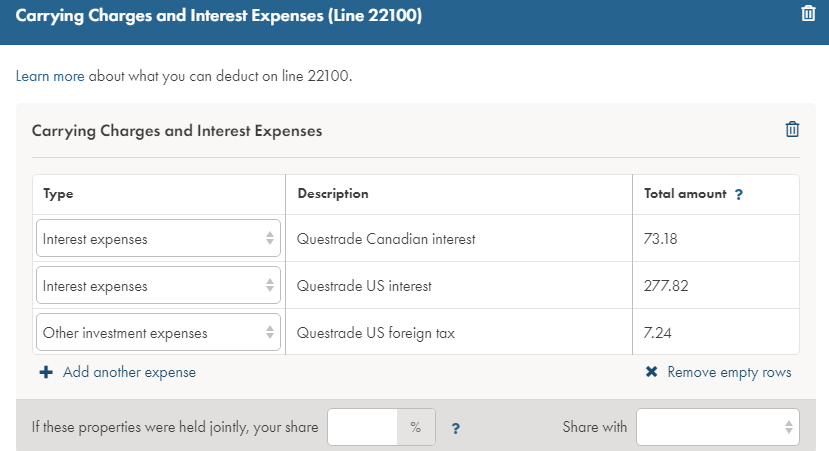 Carrying Charges and Interest Expenses (Line 22100)
Learn more about what you can deduct on line 22100.
Carrying Charges and Interest Expenses
Type Description Total amount ?
Interest expenses Questrade Canadian interest 73.18
Interest expenses Questrade US interest 277.82
Other investment expenses Questrade US foreign tax 7.24
+ Add another expense × Remove empty rows
If these properties were held jointly, your share % ? Share with